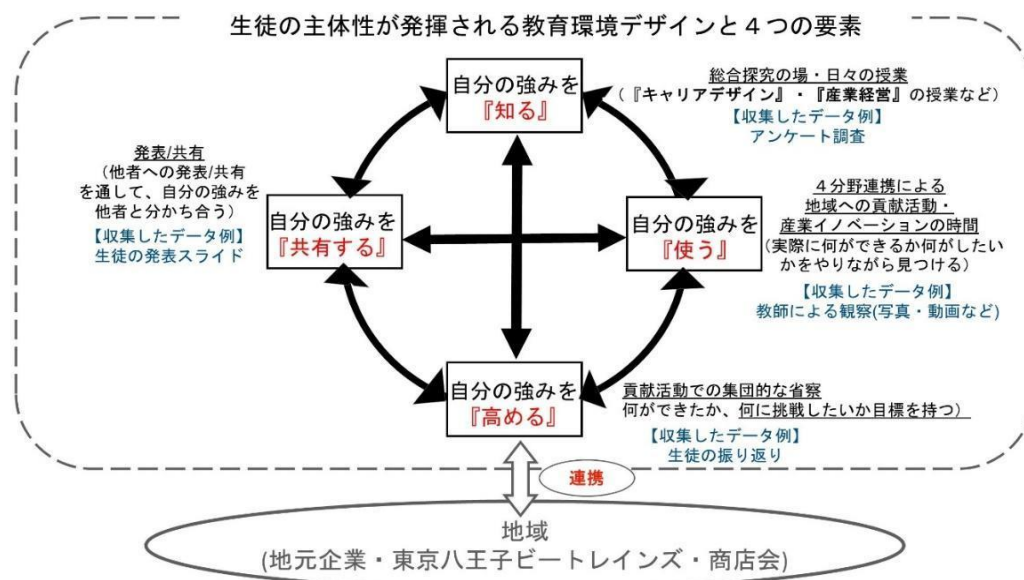 生徒の主体性が発揮される教育環境デザインと４つの要素
自分の強みを
『知る』
総合探究の場・日々の授業
(『キャリアデザイン』・『産業経営』の授業など)
【収集したデータ例】
アンケート調査
発表/共有
(他者への発表/共有
を通して、自分の強みを
他者と分かち合う)
【収集したデータ例】
生徒の発表スライド
自分の強みを
『共有する』
自分の強みを
『使う』
４分野連携による
地域への貢献活動・
産業イノベーションの時間
(実際に何ができるか何がしたい
かをやりながら見つける)
【収集したデータ例】
教師による観察(写真・動画など)
自分の強みを
『高める』
貢献活動での集団的な省察
何ができたか、何に挑戦したいか目標を持つ)
【収集したデータ例】
生徒の振り返り
連携
地域
(地元企業・東京八王子ビートレインズ・商店会)